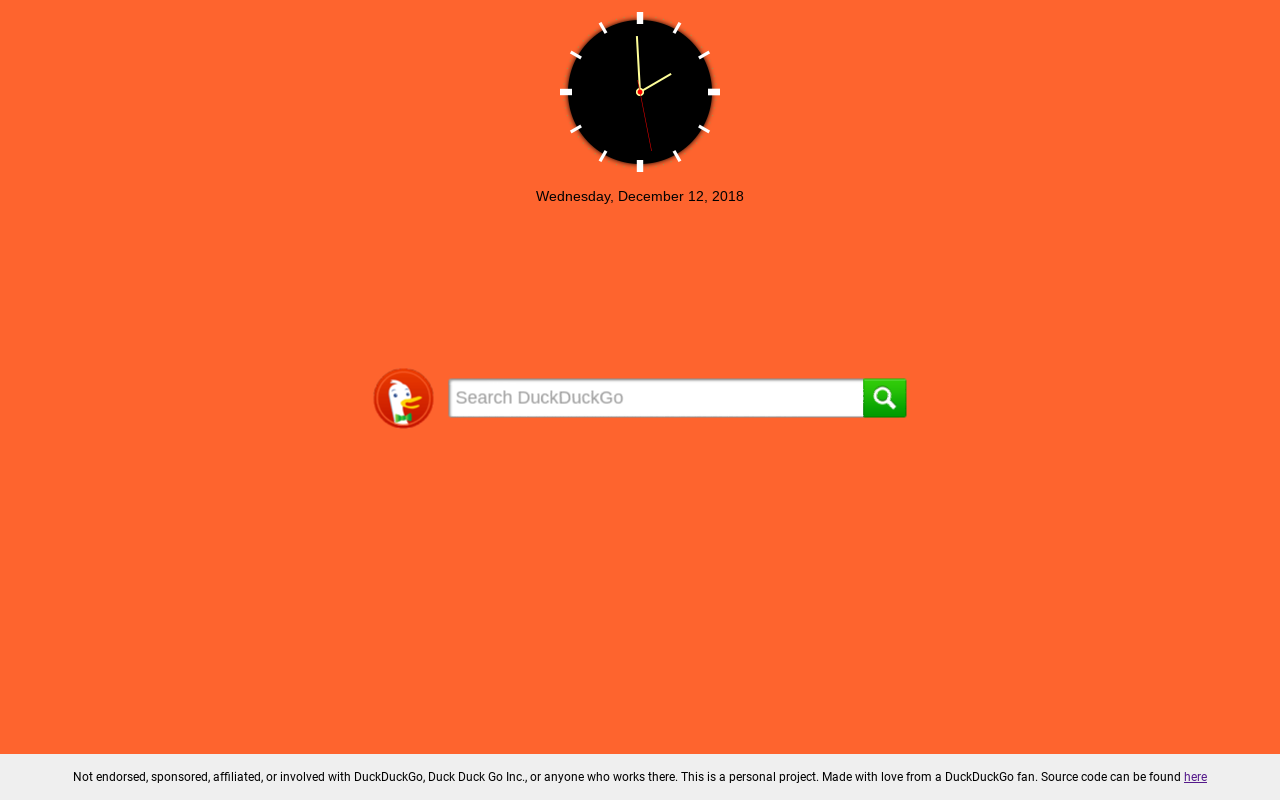 Wednesday, December 12, 2018
Search DuckDuckGo
Not endorsed, sponsored, affiliated, or involved with DuckDuckGo, Duck Duck Go Inc., or anyone who works there. This is a personal project. Made with love from a DuckDuckGo fan. Source code can be found here